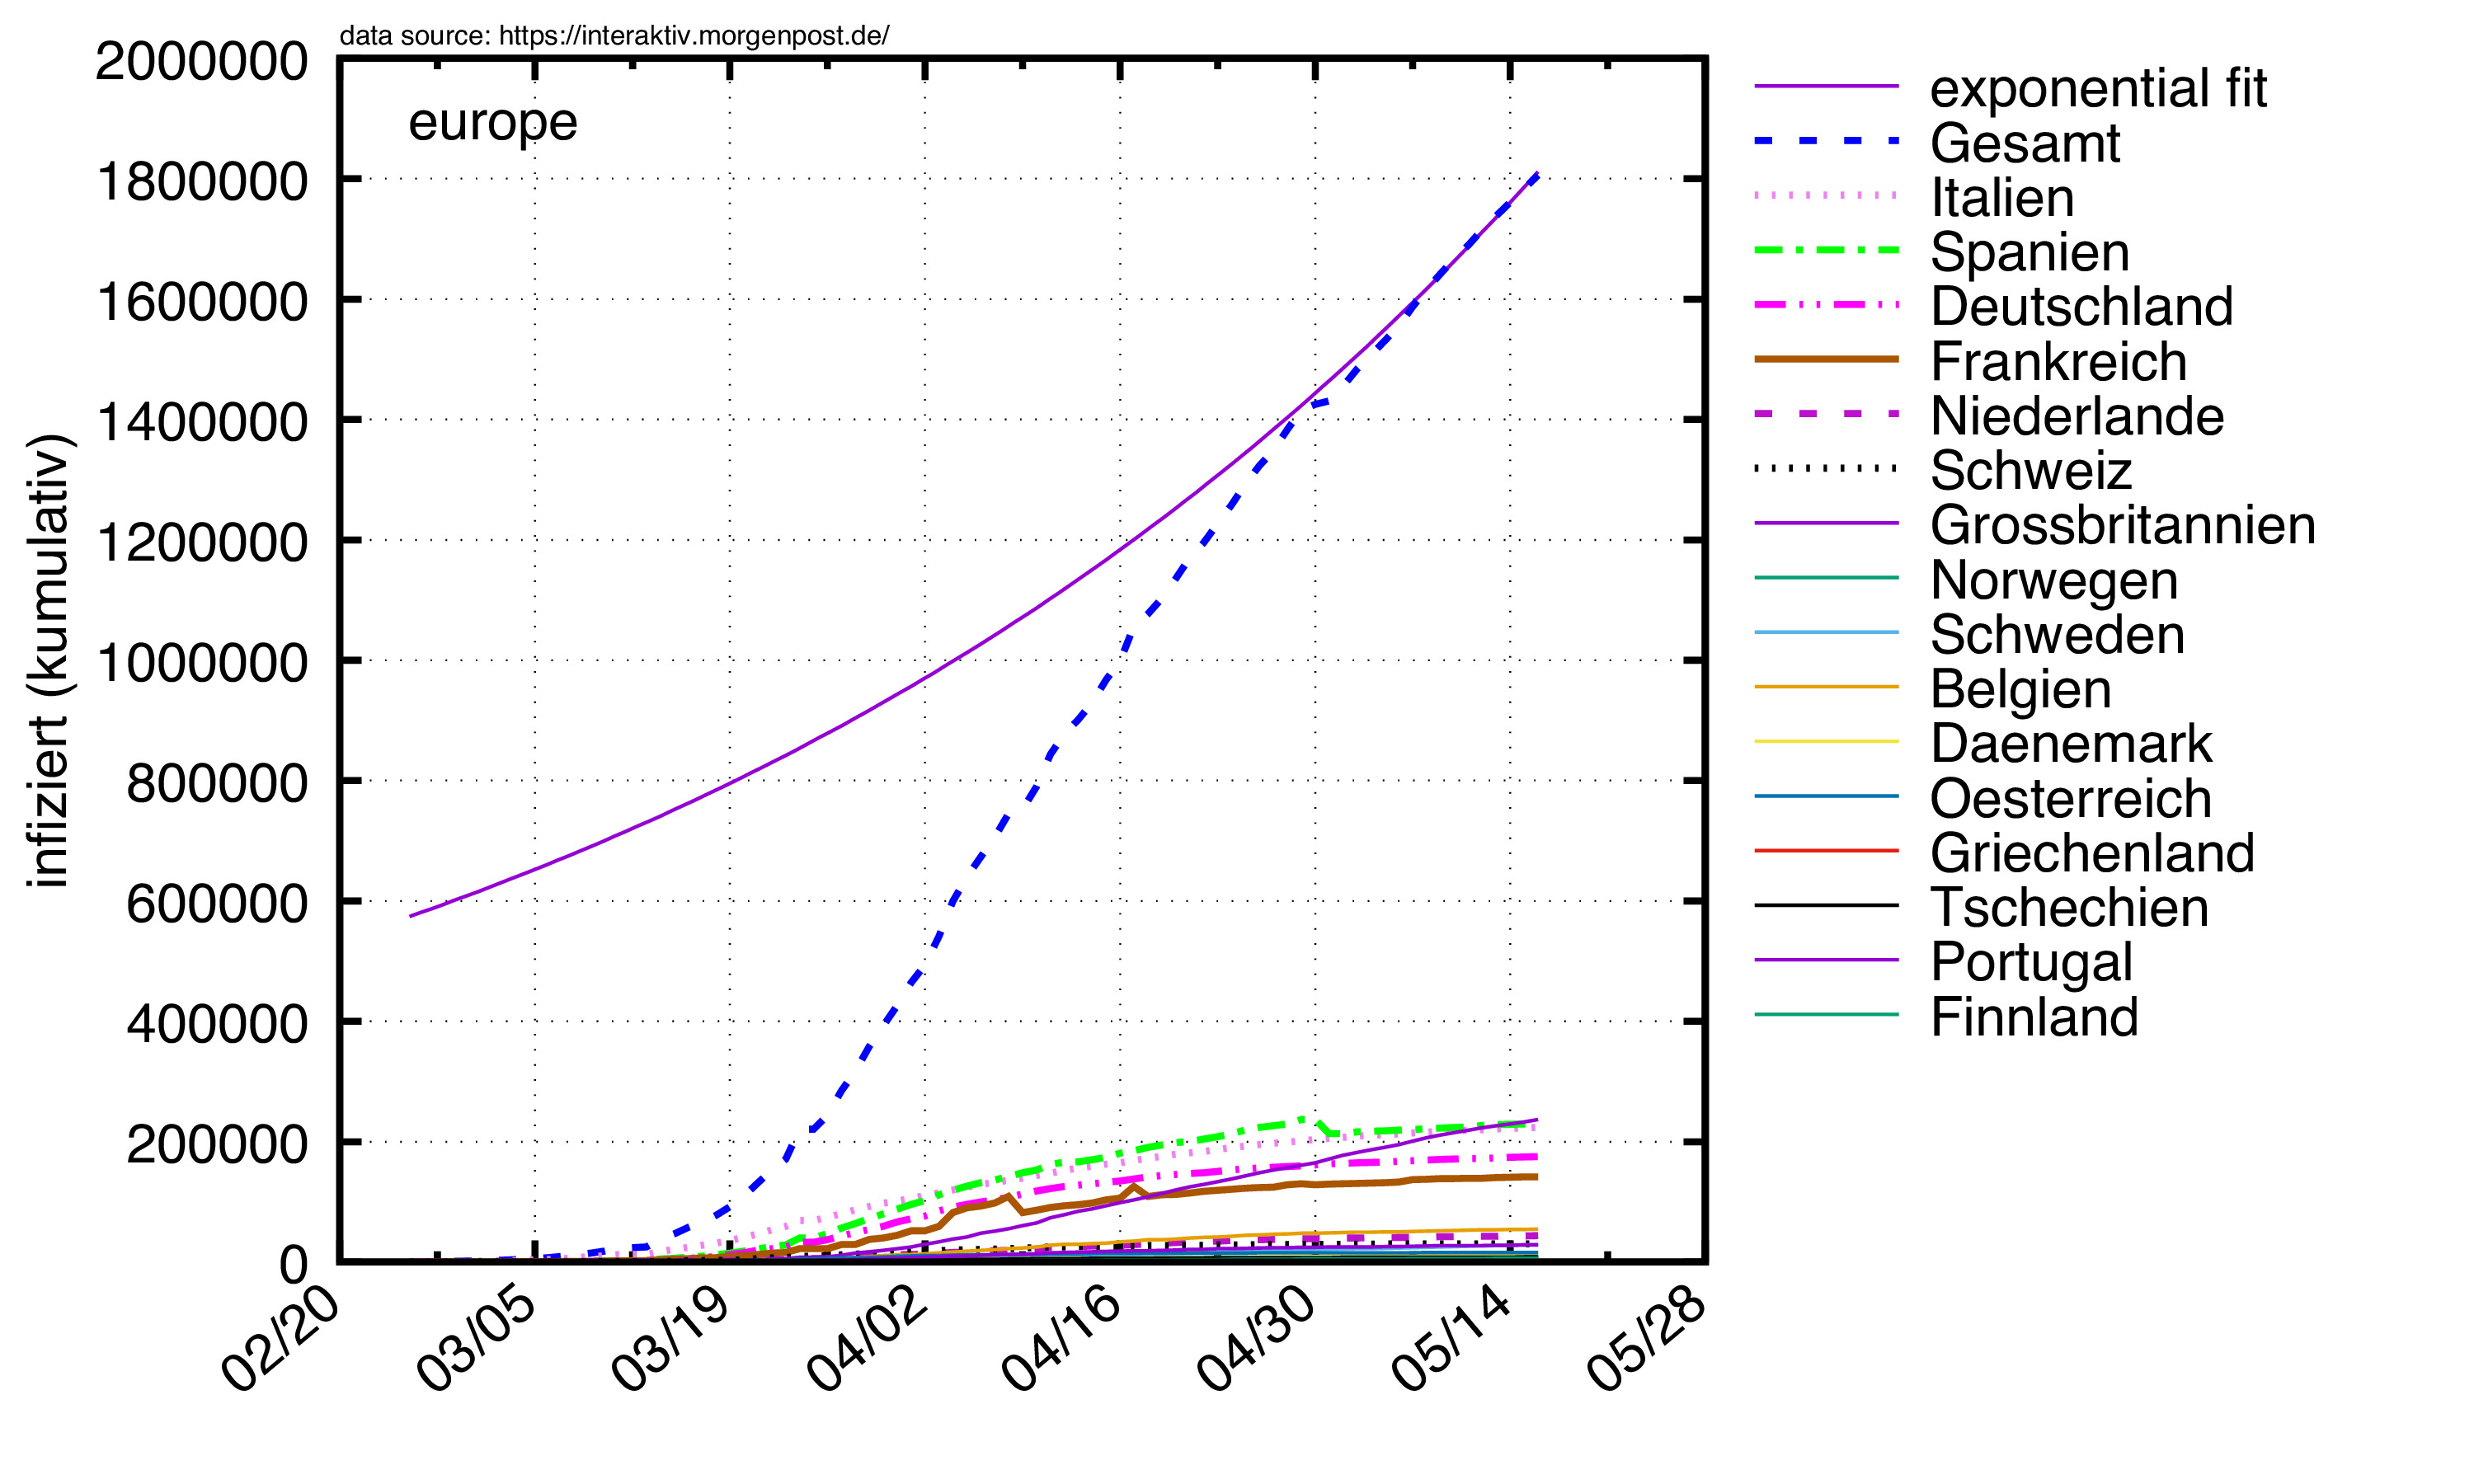 data source: https://interaktiv.morgenpost.de/
2000000
1800000
1600000
1400000
1200000
1000000
800000
600000
400000
200000
0
infiziert (kumulativ)
europe
02/20
03/05
03/19
04/02
04/16
04/30
05/14
05/28
exponential fit
Gesamt
Italien
Spanien
Deutschland
Frankreich
Niederlande
Schweiz
Grossbritannien
Norwegen
Schweden
Belgien
Daenemark
Oesterreich
Griechenland
Tschechien
Portugal
Finnland